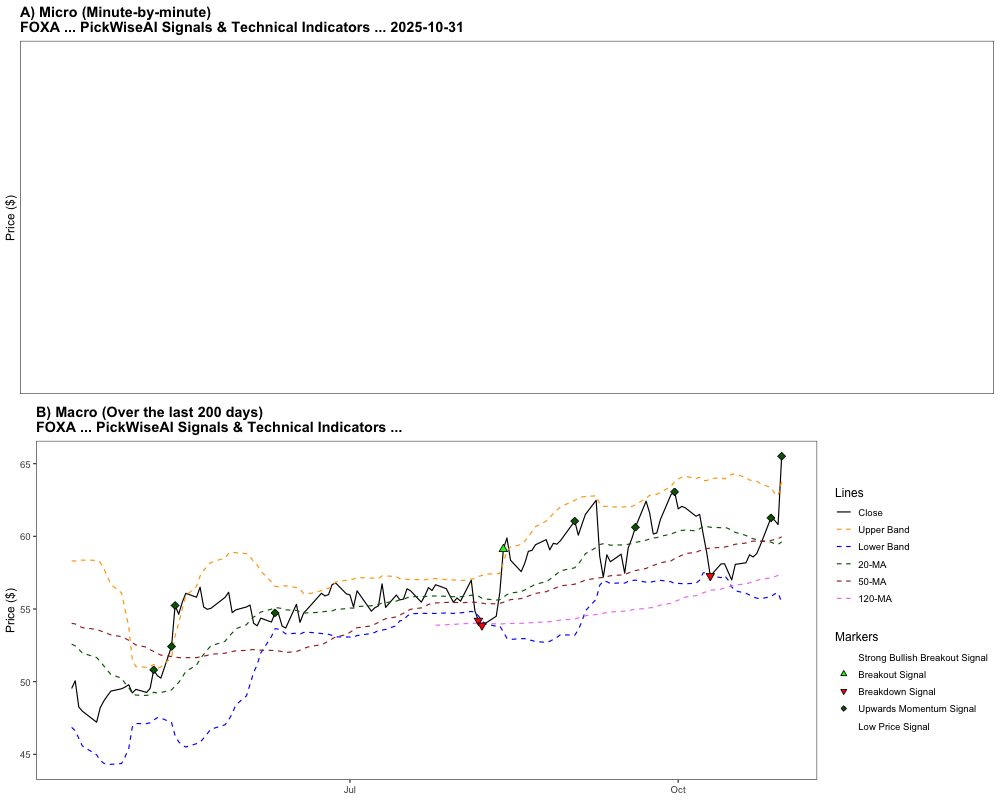 A) Micro (Minute-by-minute)
FOXA ... PickWiseAI Signals & Technical Indicators ... 2025-10-31
Price ($)
B) Macro (Over the last 200 days)
FOXA ... PickWiseAI Signals & Technical Indicators ...
Price ($)
65
60
55
50
45
Jul
Oct
Lines
Close
Upper Band
Lower Band
20-MA
50-MA
120-MA
Markers
Strong Bullish Breakout Signal
Breakout Signal
Breakdown Signal
Upwards Momentum Signal
Low Price Signal